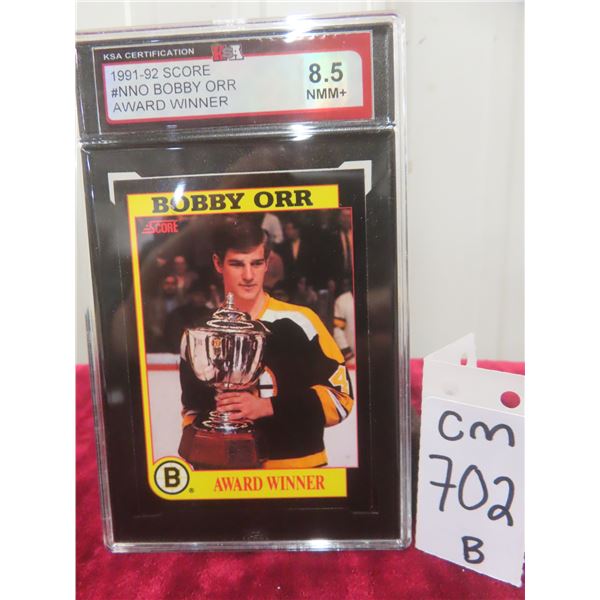 KSA CERTIFICATION KSA
1991-92 SCORE
#NNO BOBBY ORR
AWARD WINNER
8.5
NMM+
BOBBY ORR
SCORE
4
B
AWARD WINNER
CM
702
B